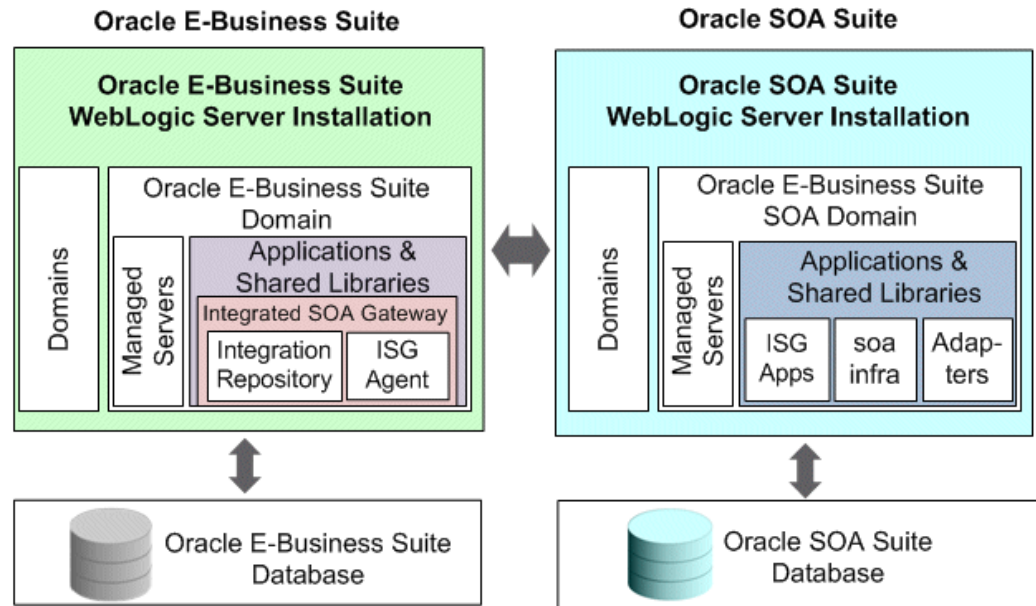 Oracle E-Business Suite
Oracle E-Business Suite
WebLogic Server Installation
Domains
Oracle E-Business Suite
Domain
Managed
Servers
Applications &
Shared Libraries
Integrated SOA Gateway
Integration
Repository
ISG
Agent
Oracle E-Business Suite
Database
Oracle SOA Suite
Oracle SOA Suite
WebLogic Server Installation
Domains
Oracle E-Business Suite
SOA Domain
Managed
Servers
Applications &
Shared Libraries
ISG
Apps
soa
infra
Adap-
ters
Oracle SOA Suite
Database